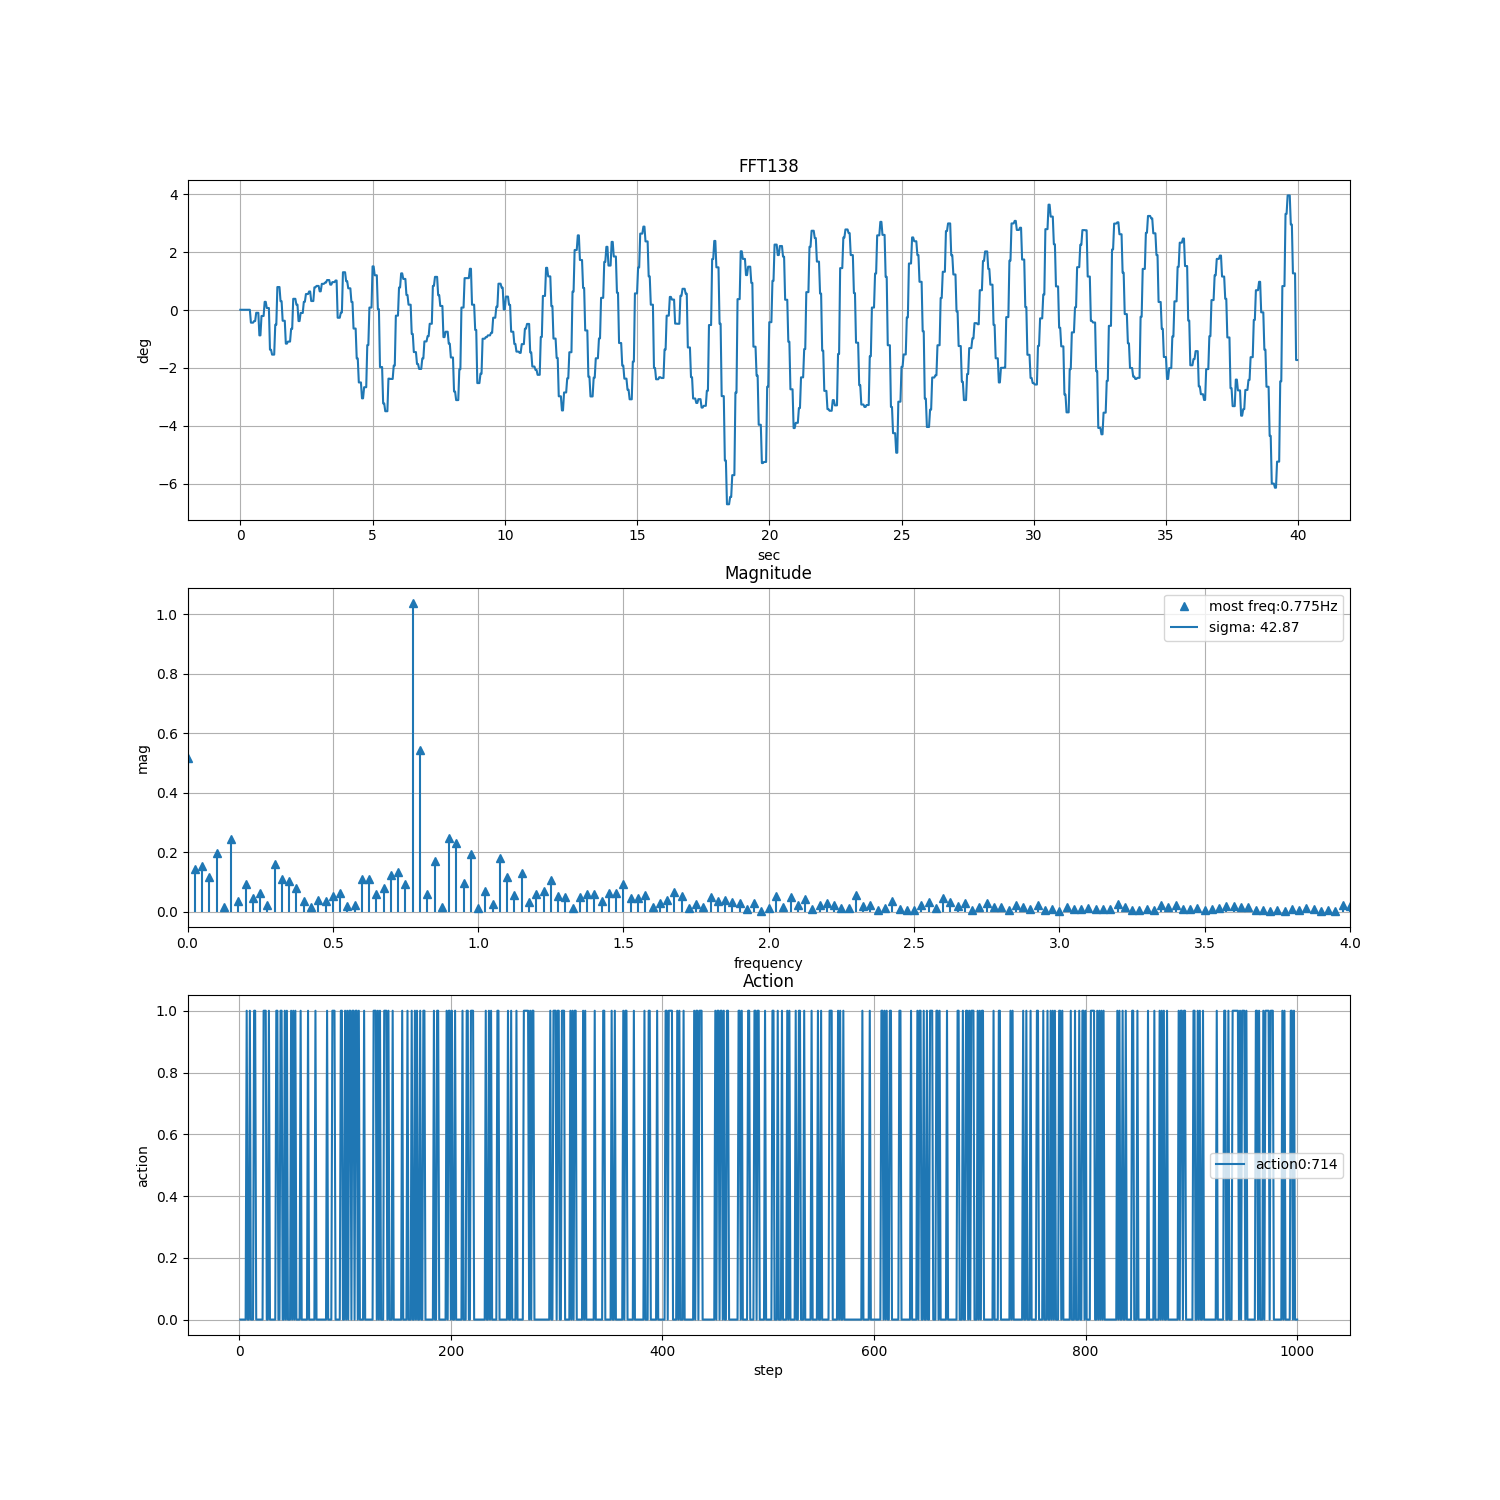 FFT138
4
2
0
−2
−4
−6
deg
0 5 10 15 20 25 30 35 40
sec
Magnitude
1.0
0.8
0.6
0.4
0.2
0.0
mag
most freq:0.775Hz
sigma: 42.87
0.0 0.5 1.0 1.5 2.0 2.5 3.0 3.5 4.0
frequency
Action
1.0
0.8
0.6
0.4
0.2
0.0
action
action0:714
0 200 400 600 800 1000
step